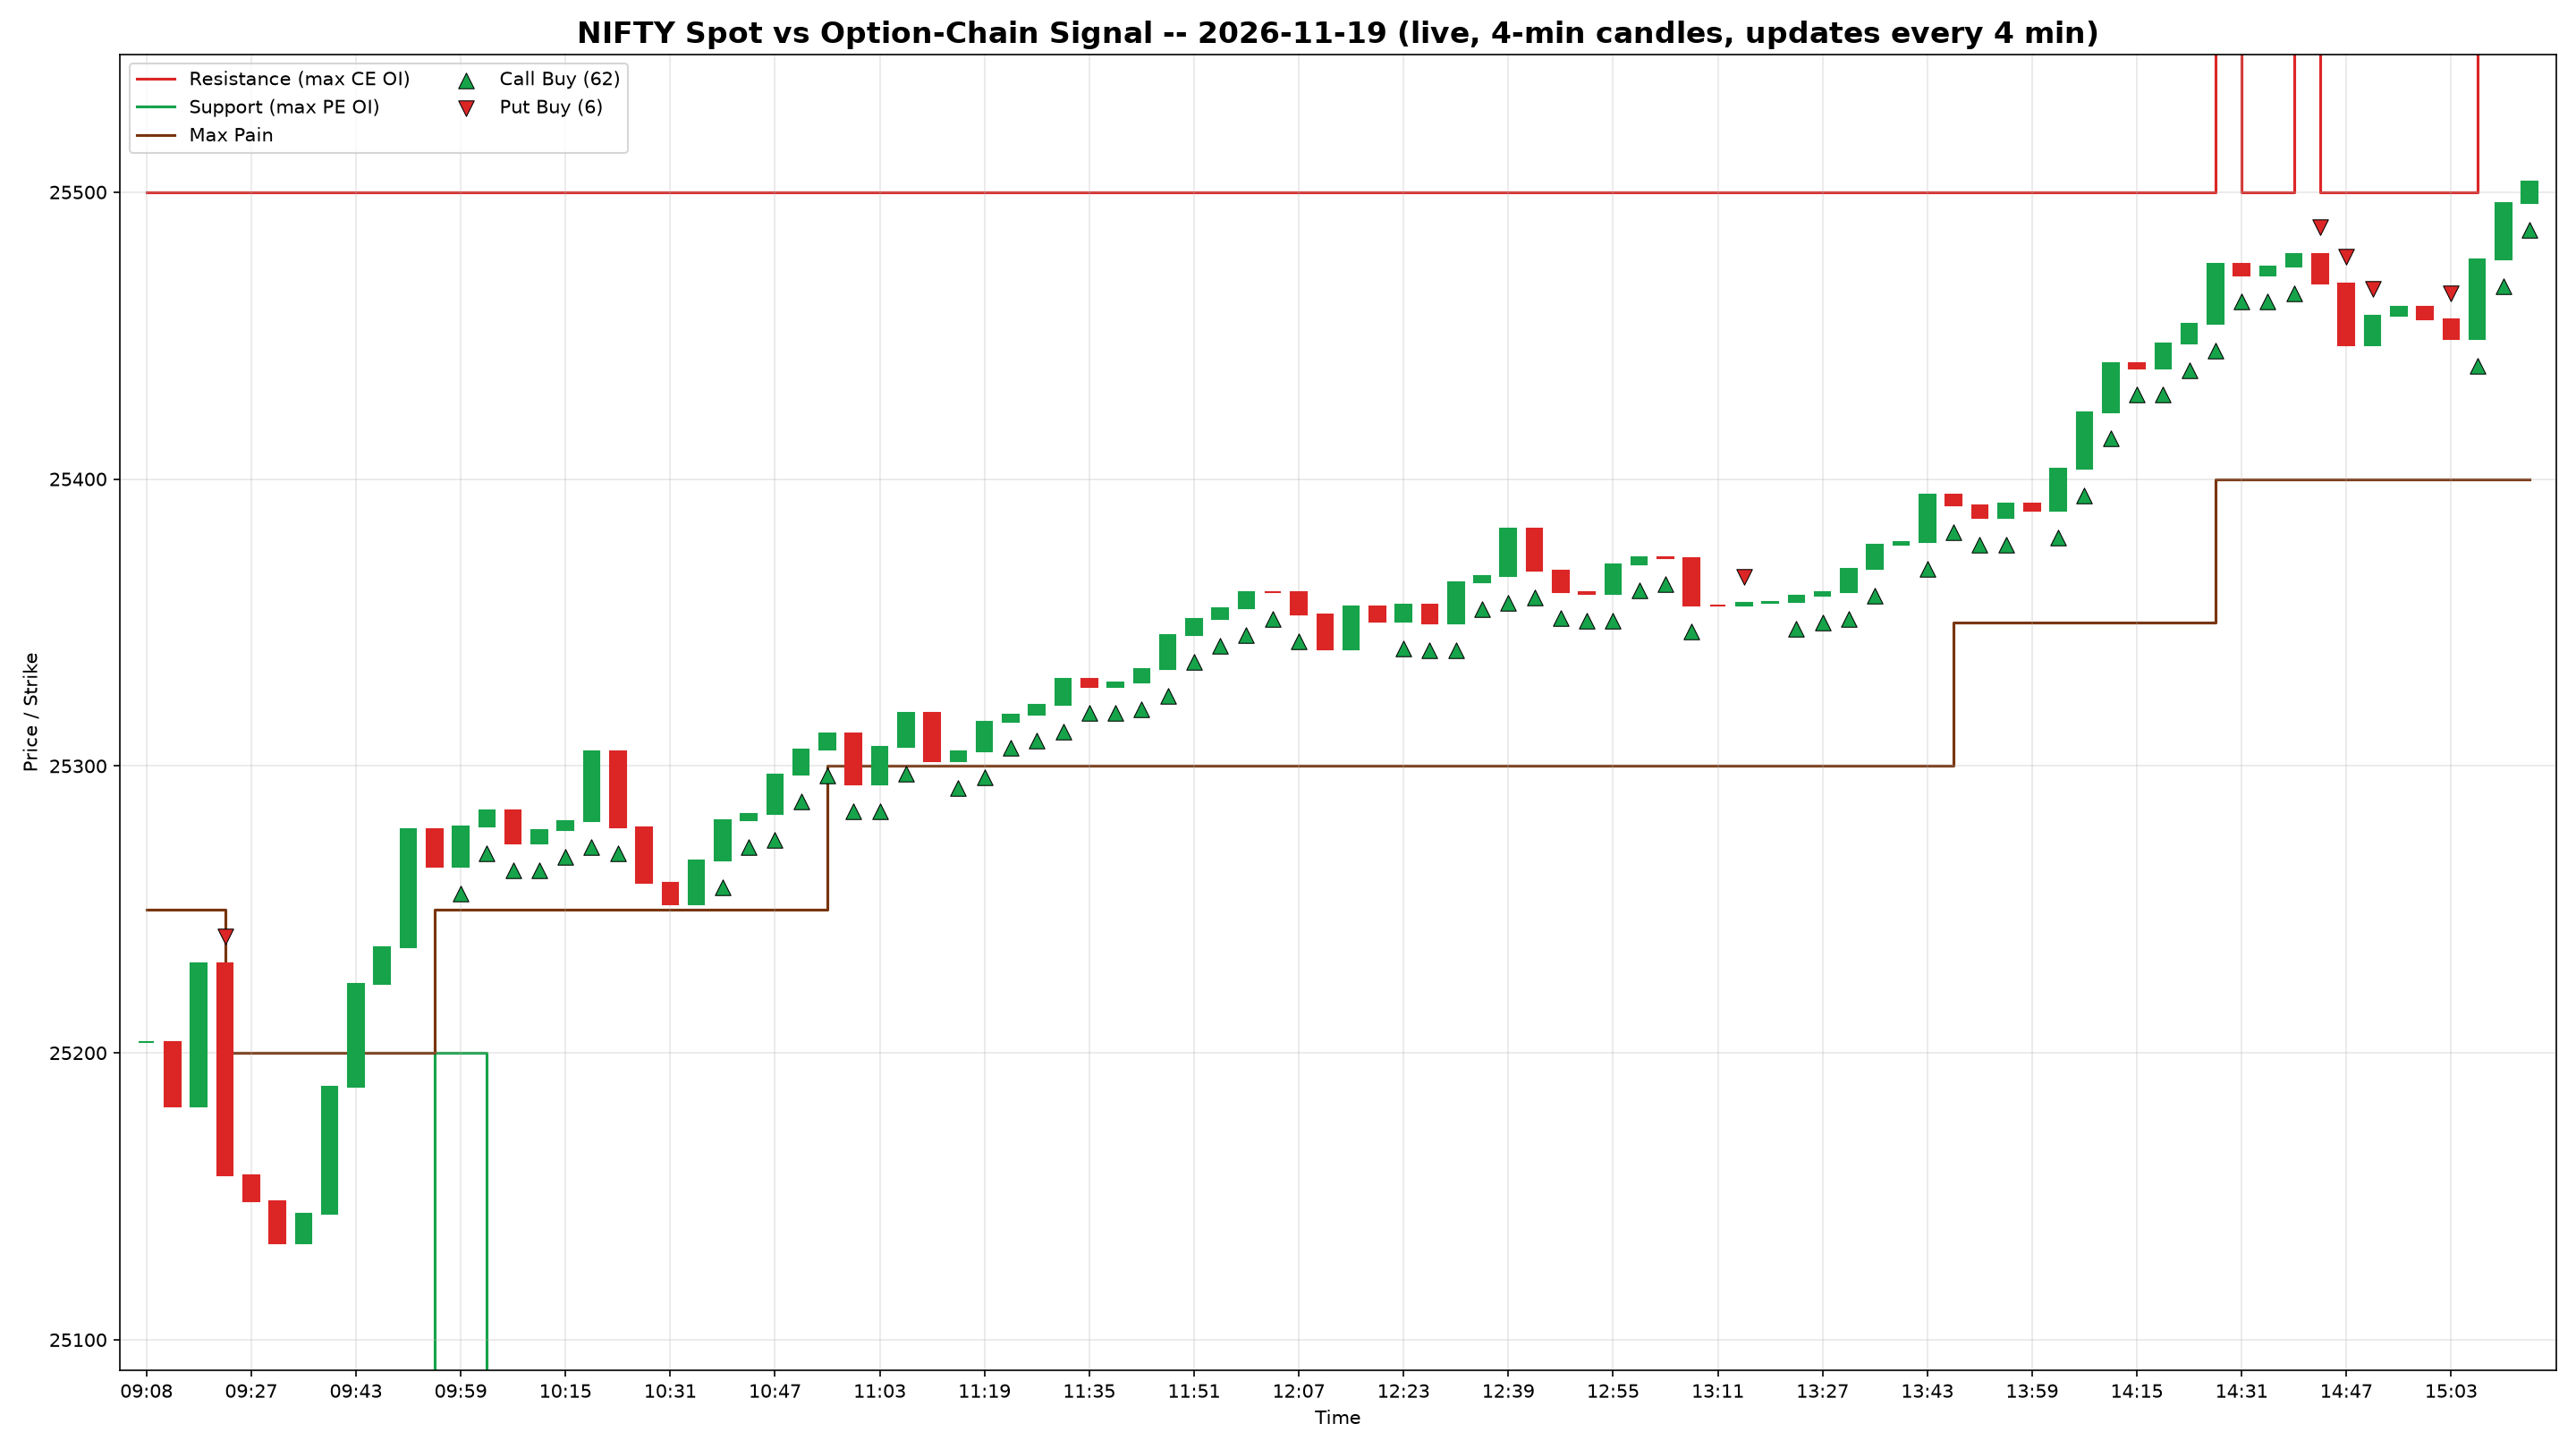 NIFTY Spot vs Option-Chain Signal -- 2026-11-19 (live, 4-min candles, updates every 4 min)
Resistance (max CE OI)
Support (max PE OI)
Max Pain
Call Buy (62)
Put Buy (6)
Price / Strike
25500
25400
25300
25200
25100
09:08 09:27 09:43 09:59 10:15 10:31 10:47 11:03 11:19 11:35 11:51 12:07 12:23 12:39 12:55 13:11 13:27 13:43 13:59 14:15 14:31 14:47 15:03
Time